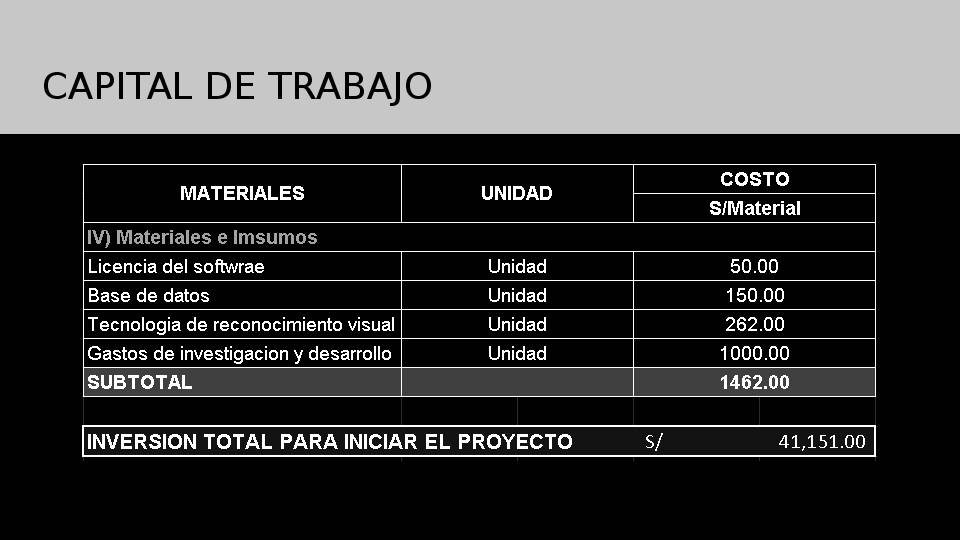 CAPITAL DE TRABAJO
MATERIALES UNIDAD COSTO
S/Material
IV) Materiales e Imsumos
Licencia del softwrae Unidad 50.00
Base de datos Unidad 150.00
Tecnologia de reconocimiento visual Unidad 262.00
Gastos de investigacion y desarrollo Unidad 1000.00
SUBTOTAL 1462.00
INVERSION TOTAL PARA INICIAR EL PROYECTO S/ 41,151.00